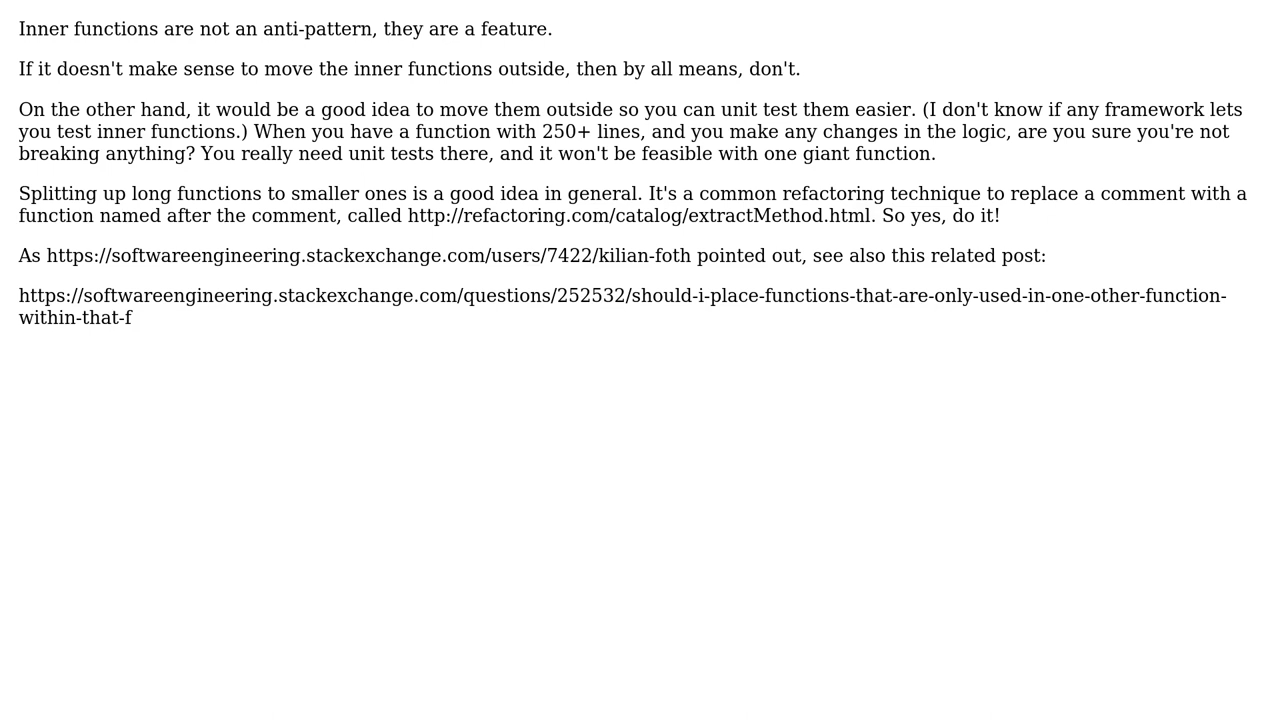 Inner functions are not an anti-pattern, they are a feature.
If it doesn't make sense to move the inner functions outside, then by all means, don't.
On the other hand, it would be a good idea to move them outside so you can unit test them easier. (I don't know if any framework lets
you test inner functions.) When you have a function with 250+ lines, and you make any changes in the logic, are you sure you're not
breaking anything? You really need unit tests there, and it won't be feasible with one giant function.
Splitting up long functions to smaller ones is a good idea in general. It's a common refactoring technique to replace a comment with a
function named after the comment, called http://refactoring.com/catalog/extractMethod.html. So yes, do it!
As https://softwareengineering.stackexchange.com/users/7422/kilian-foth pointed out, see also this related post:
https://softwareengineering.stackexchange.com/questions/252532/should-i-place-functions-that-are-only-used-in-one-other-function-
within-that-f